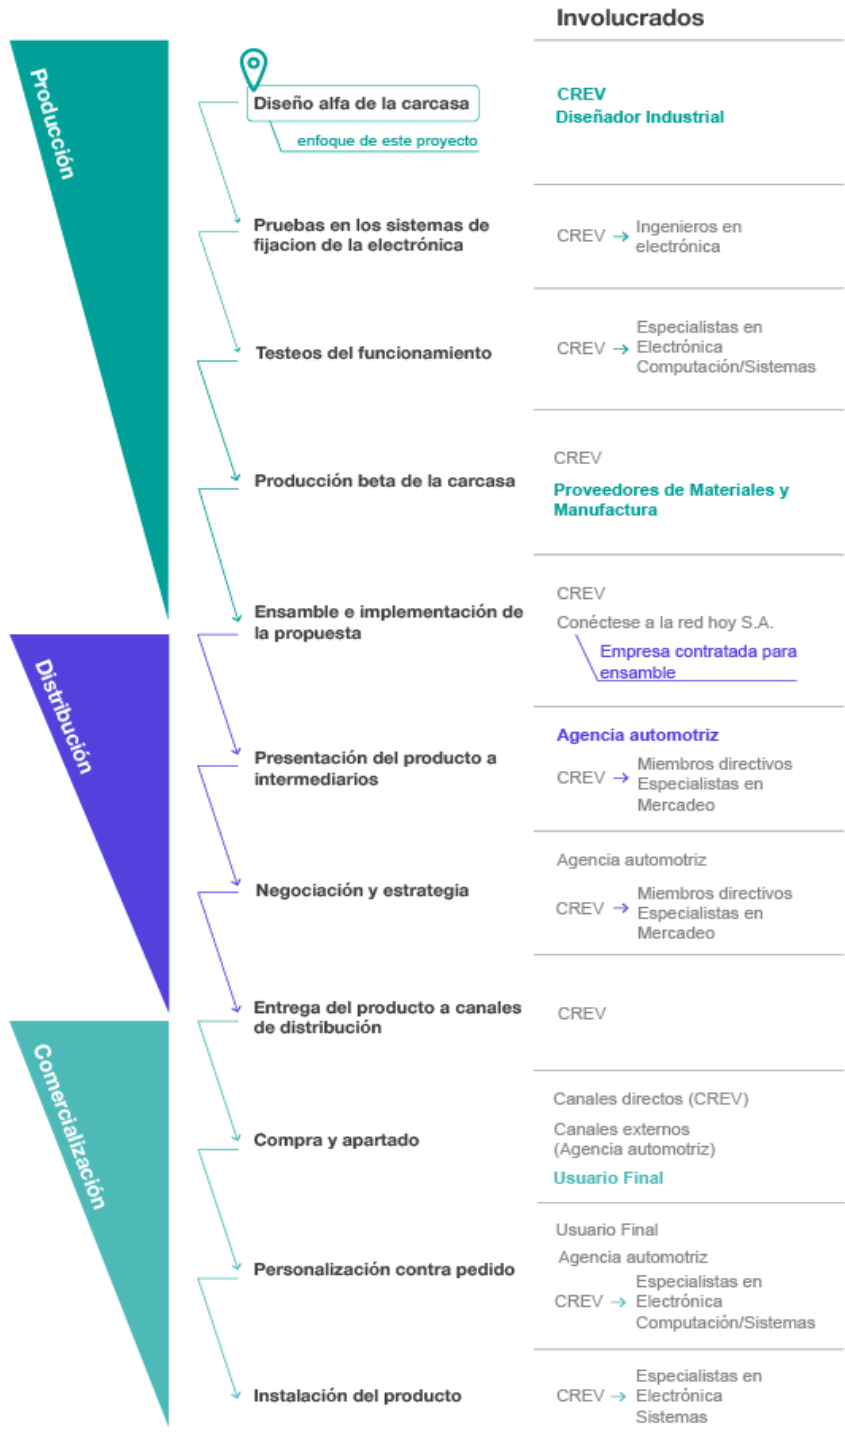 Involucrados
Producción
Diseño alfa de la carcasa
enfoque de este proyecto
CREV
Diseñador Industrial
Pruebas en los sistemas de
fijacion de la electrónica
CREV → Ingenieros en
electrónica
Testeos del funcionamiento
Especialistas en
CREV → Electrónica
Computación/Sistemas
Producción beta de la carcasa
CREV
Proveedores de Materiales y
Manufactura
Ensamble e implementación de
la propuesta
CREV
Conéctese a la red hoy S.A.
Empresa contratada para
ensamble
Distribución
Presentación del producto a
intermediarios
Agencia automotriz
Miembros directivos
CREV → Especialistas en
Mercadeo
Negociación y estrategia
Agencia automotriz
Miembros directivos
CREV → Especialistas en
Mercadeo
Entrega del producto a canales
de distribución
CREV
Comercialización
Compra y apartado
Canales directos (CREV)
Canales externos
(Agencia automotriz)
Usuario Final
Personalización contra pedido
Usuario Final
Agencia automotriz
Especialistas en
CREV → Electrónica
Computación/Sistemas
Instalación del producto
Especialistas en
CREV → Electrónica
Sistemas